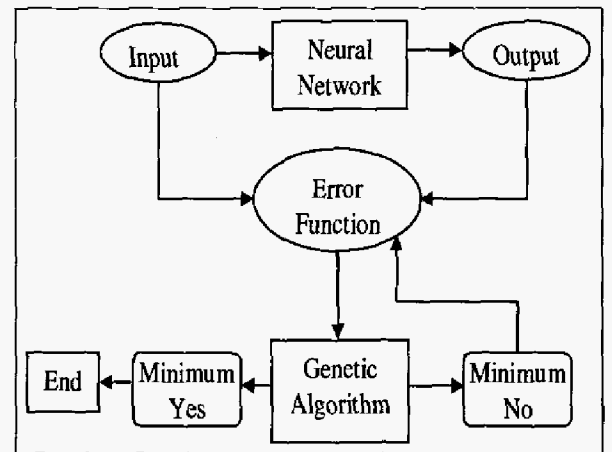 Input
Neural
Network
Output
Error
Function
End
Minimum
Yes
Genetic
Algorithm
Minimum
No